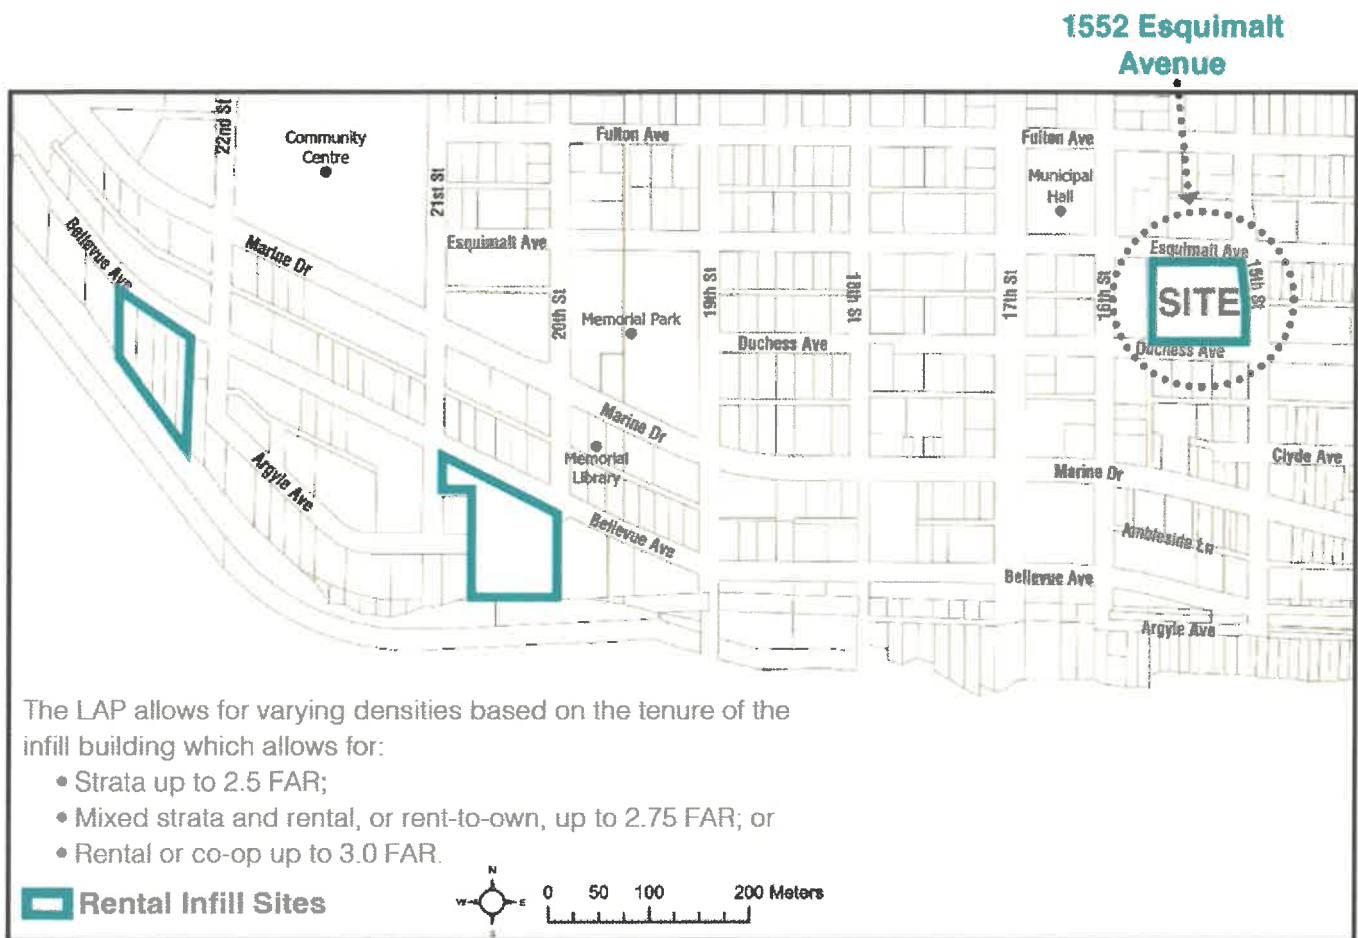 1552 Esquimalt
Avenue
22nd St
Community
Centre
21st St
Fulton Ave
Fulton Ave
Municipal
Hall
Bellevue Ave
Marine Dr
Esquimalt Ave
20th St
Memorial Park
19th St
Duchess Ave
18th St
17th St
16th St
Esquimalt Ave
SITE
15th St
Duchess Ave
Marine Dr
Memorial
Library
Argyle Ave
Bellevue Ave
Marine Dr
Clyde Ave
Ambleside Ln
Bellevue Ave
Argyle Ave
The LAP allows for varying densities based on the tenure of the
infill building which allows for:
• Strata up to 2.5 FAR;
• Mixed strata and rental, or rent-to-own, up to 2.75 FAR; or
• Rental or co-op up to 3.0 FAR.
Rental Infill Sites
N
W E
S
0 50 100 200 Meters